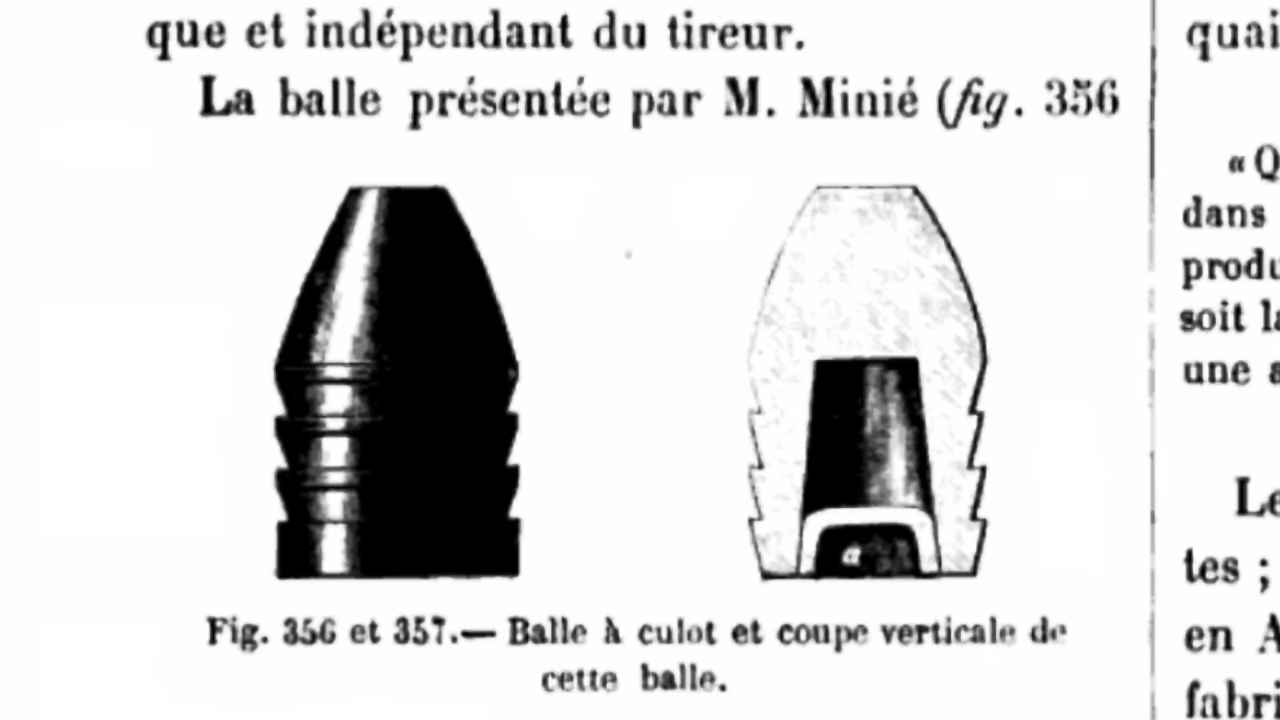 que et indépendant du tireur.
La balle présentée par M. Minié (fig. 356
Fig. 356 et 357.— Balle à culot et coupe verticale de
cette balle.
a
quai
« Q
dans
produ
soit la
une a
Le
tes ;
en A
fabri